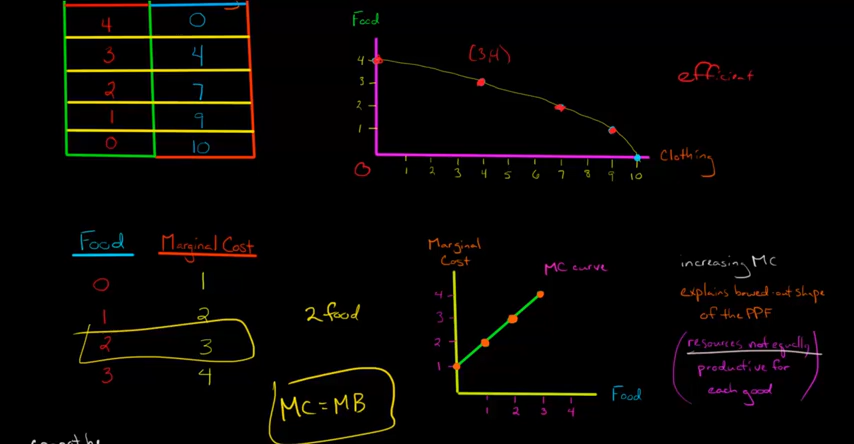 4 0
3 4
2 7
1 9
0 10
Food
4
3
2
1
(3,4)
efficient
O
1 2 3 4 5 6 7 8 9 10
Clothing
Food Marginal Cost
0 1
1 2
2 3
3 4
2 food
MC = MB
Marginal
Cost
4
3
2
1
MC curve
1 2 3 4
Food
increasing MC
explains bowed-out shape
of the PPF
resources not equally
productive for
each good
cannot be